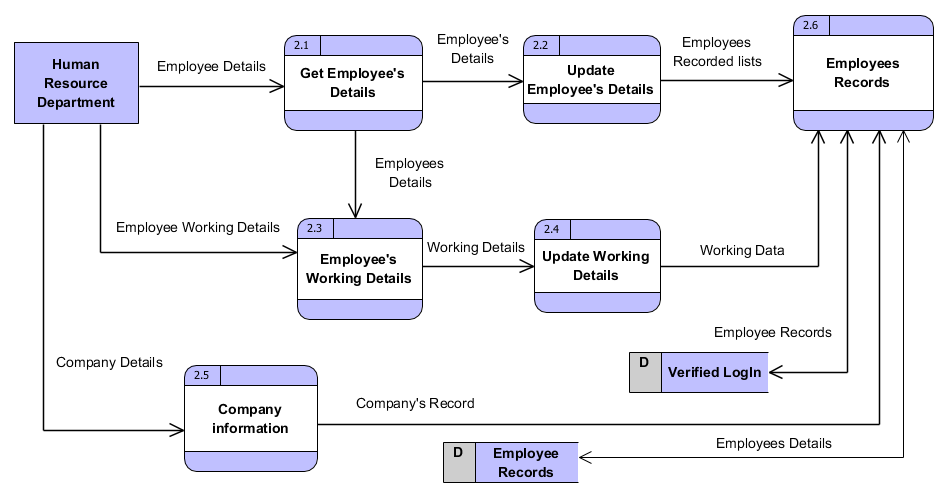 Human
Resource
Department
Employee Details
2.1
Get Employee's
Details
Employee's
Details
2.2
Update
Employee's Details
Employees
Recorded lists
2.6
Employees
Records
Employees
Details
Employee Working Details
2.3
Employee's
Working Details
Working Details
2.4
Update Working
Details
Working Data
Employee Records
D
Verified LogIn
Company Details
2.5
Company
information
Company's Record
Employees Details
D
Employee
Records